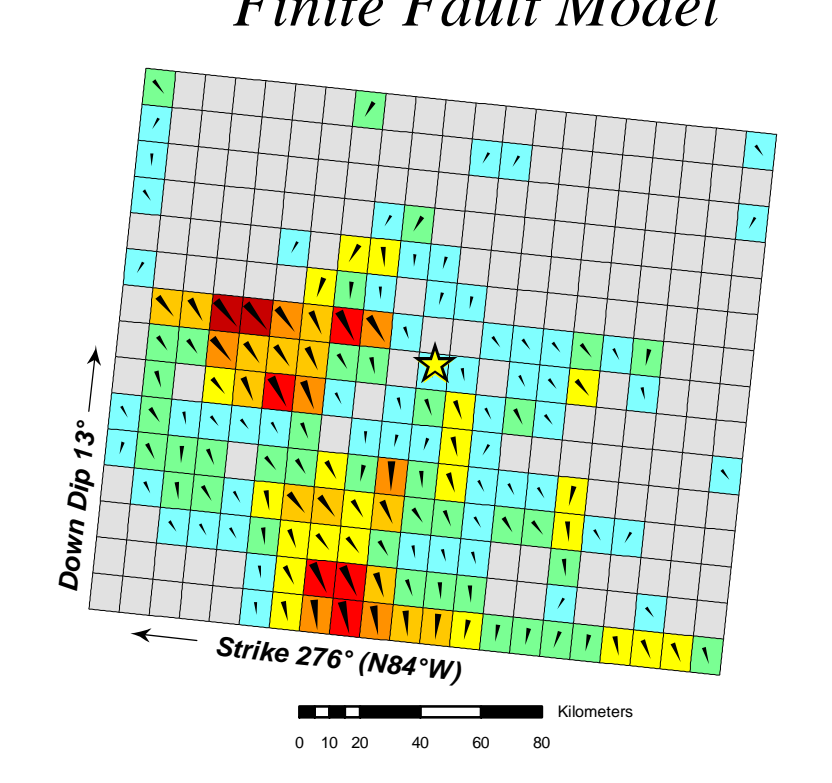 Finite Fault Model
Down Dip 13°
Strike 276° (N84°W)
Kilometers
0 10 20 40 60 80